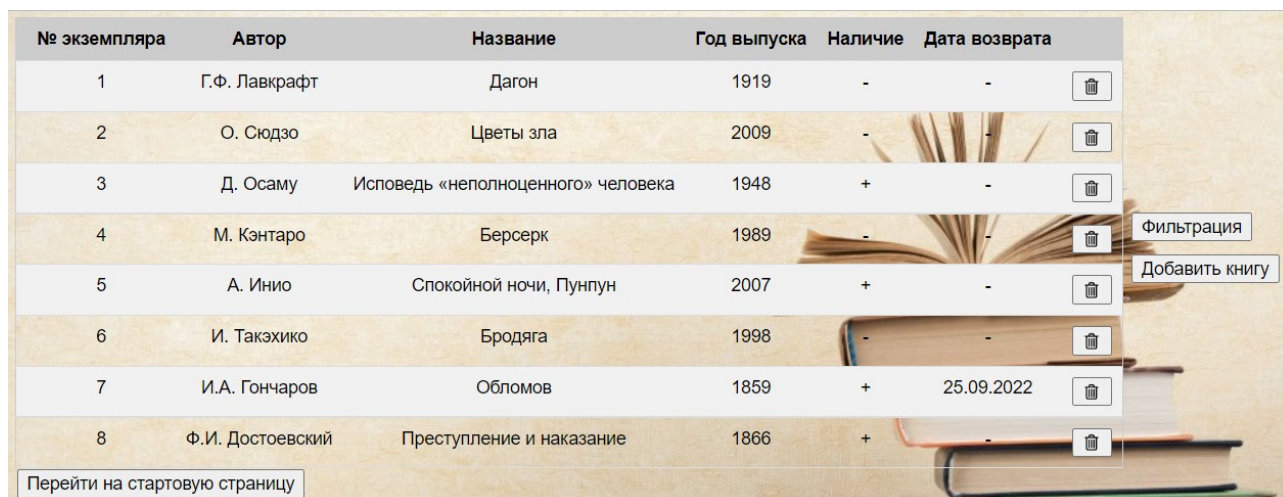 № экземпляра Автор Название Год выпуска Наличие Дата возврата
1 Г.Ф. Лавкрафт Дагон 1919 - -
2 О. Сюдзо Цветы зла 2009 - -
3 Д. Осаму Исповедь «неполноценного» человека 1948 + -
4 М. Кэнтаро Берсерк 1989 - -
Фильтрация
Добавить книгу
5 А. Инио Спокойной ночи, Пунпун 2007 + -
6 И. Такэхико Бродяга 1998 - -
7 И.А. Гончаров Обломов 1859 + 25.09.2022
8 Ф.И. Достоевский Преступление и наказание 1866 + -
Перейти на стартовую страницу